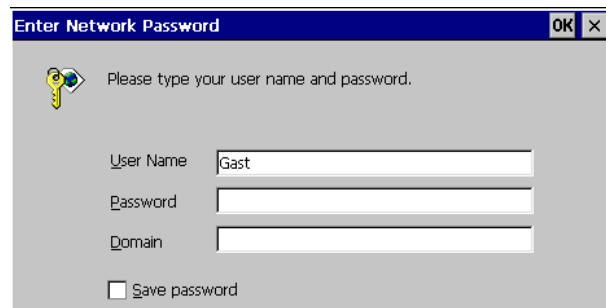 Enter Network Password OK ×
Please type your user name and password.
User Name Gast
Password
Domain
Save password